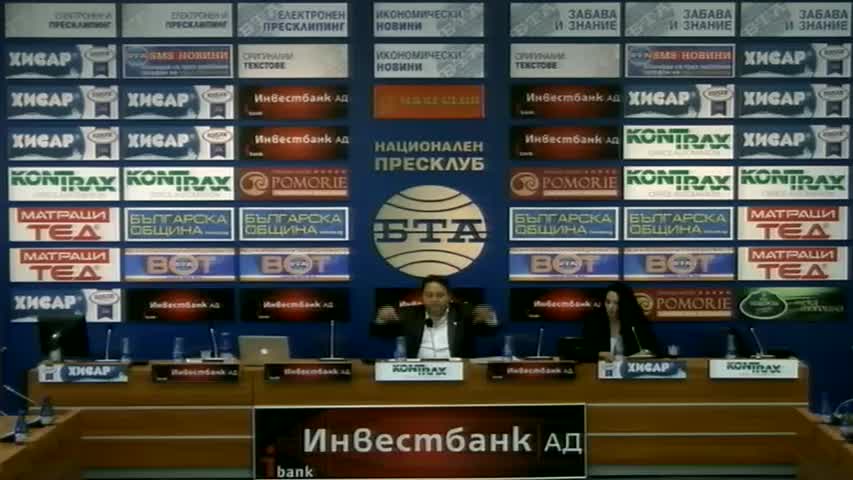 ЕЛЕКТРОНЕН
ПРЕСКЛИПИНГ
ЕЛЕКТРОНЕН
ПРЕСКЛИПИНГ
ЕЛЕКТРОНЕН
ПРЕСКЛИПИНГ
ИКОНОМИЧЕСКИ
НОВИНИ
ЗАБАВА
И ЗНАНИЕ
ЗАБАВА
И ЗНАНИЕ
ЗАБАВА
И ЗНАНИЕ
ХИСАР
SMS НОВИНИ
ОРИГИНАЛНИ
ТЕКСТОВЕ
ИКОНОМИЧЕСКИ
НОВИНИ
ОРИГИНАЛНИ
ТЕКСТОВЕ
SMS НОВИНИ
ХИСАР
ХИСАР
ХИСАР
Инвестбанк АД
ibank
Инвестбанк АД
ХИСАР
ХИСАР
ХИСАР
ХИСАР
Инвестбанк АД
ibank
НАЦИОНАЛЕН
ПРЕСКЛУБ
Инвестбанк АД
KONTRAX
ХИСАР
KONTRAX
KONTRAX
POMORIE
POMORIE
KONTRAX
KONTRAX
МАТРАЦИ
ТЕД
БЪЛГАРСКА
ОБЩИНА
БЪЛГАРСКА
ОБЩИНА
БТА
БЪЛГАРСКА
ОБЩИНА
БЪЛГАРСКА
ОБЩИНА
МАТРАЦИ
ТЕД
МАТРАЦИ
ТЕД
ВОТ
ВОТ
ВОТ
ВОТ
МАТРАЦИ
ТЕД
ХИСАР
Инвестбанк АД
Инвестбанк АД
POMORIE
ХИСАР
Инвестбанк АД
Инвестбанк АД
KONTRAX
Инвестбанк АД
ХИСАР
KONTRAX
Инвестбанк АД
ibank